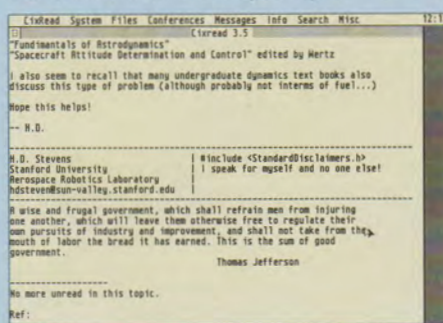 CixRead System Files Conferences Messages Info Search Misc 12:1
Cixread 3.5
"Fundimantals of Astrodynamics"
"Spacecraft Attitude Determination and Control" edited by Wertz
I also seem to recall that many undergraduate dynamics text books also
discuss this type of problem (although probably not interms of fuel...)
Hope this helps!
-- H.D.
H.D. Stevens | #include <StandardDisclaimers.h>
Stanford University | I speak for myself and no one else!
Aerospace Robotics Laboratory |
hdsteven@sun-valley.stanford.edu |
A wise and frugal government, which shall refrain men from injuring
one another, which will leave them otherwise free to regulate their
own pursuits of industry and improvement, and shall not take from the
mouth of labor the bread it has earned. This is the sum of good
government.
Thomas Jefferson
No more unread in this topic.
Ref: